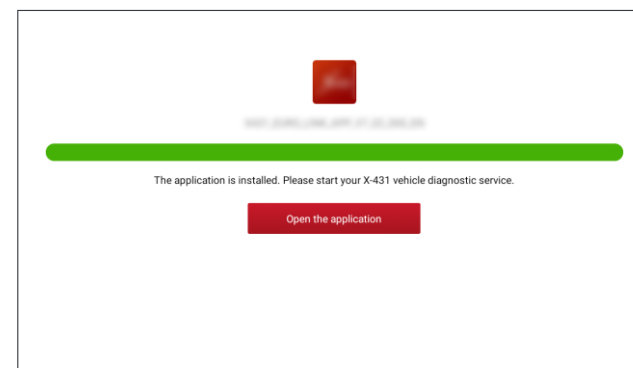 The application is installed. Please start your X-431 vehicle diagnostic service.
Open the application